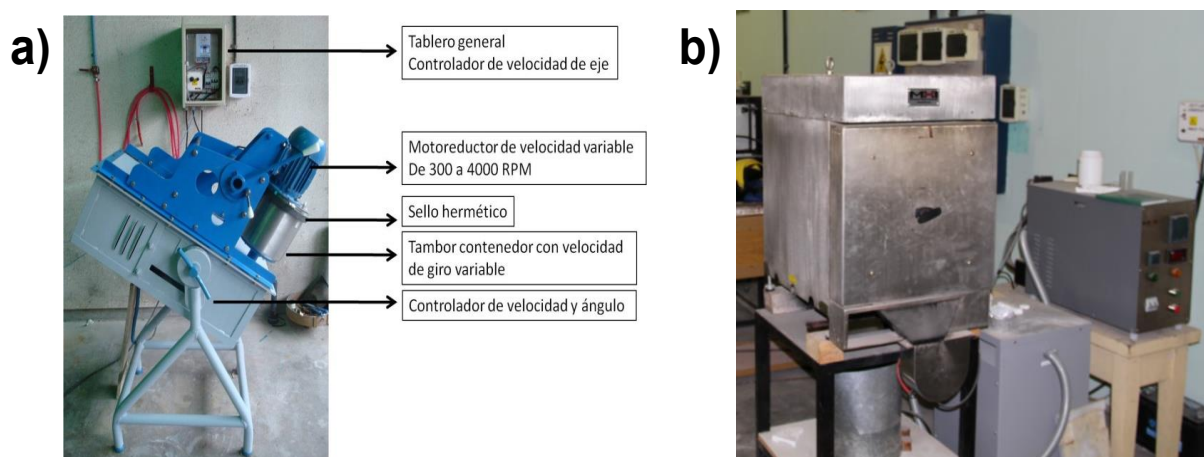 a)
Tablero general
Controlador de velocidad de eje
Motoreductor de velocidad variable
De 300 a 4000 RPM
Sello hermético
Tambor contenedor con velocidad
de giro variable
Controlador de velocidad y ángulo
b)